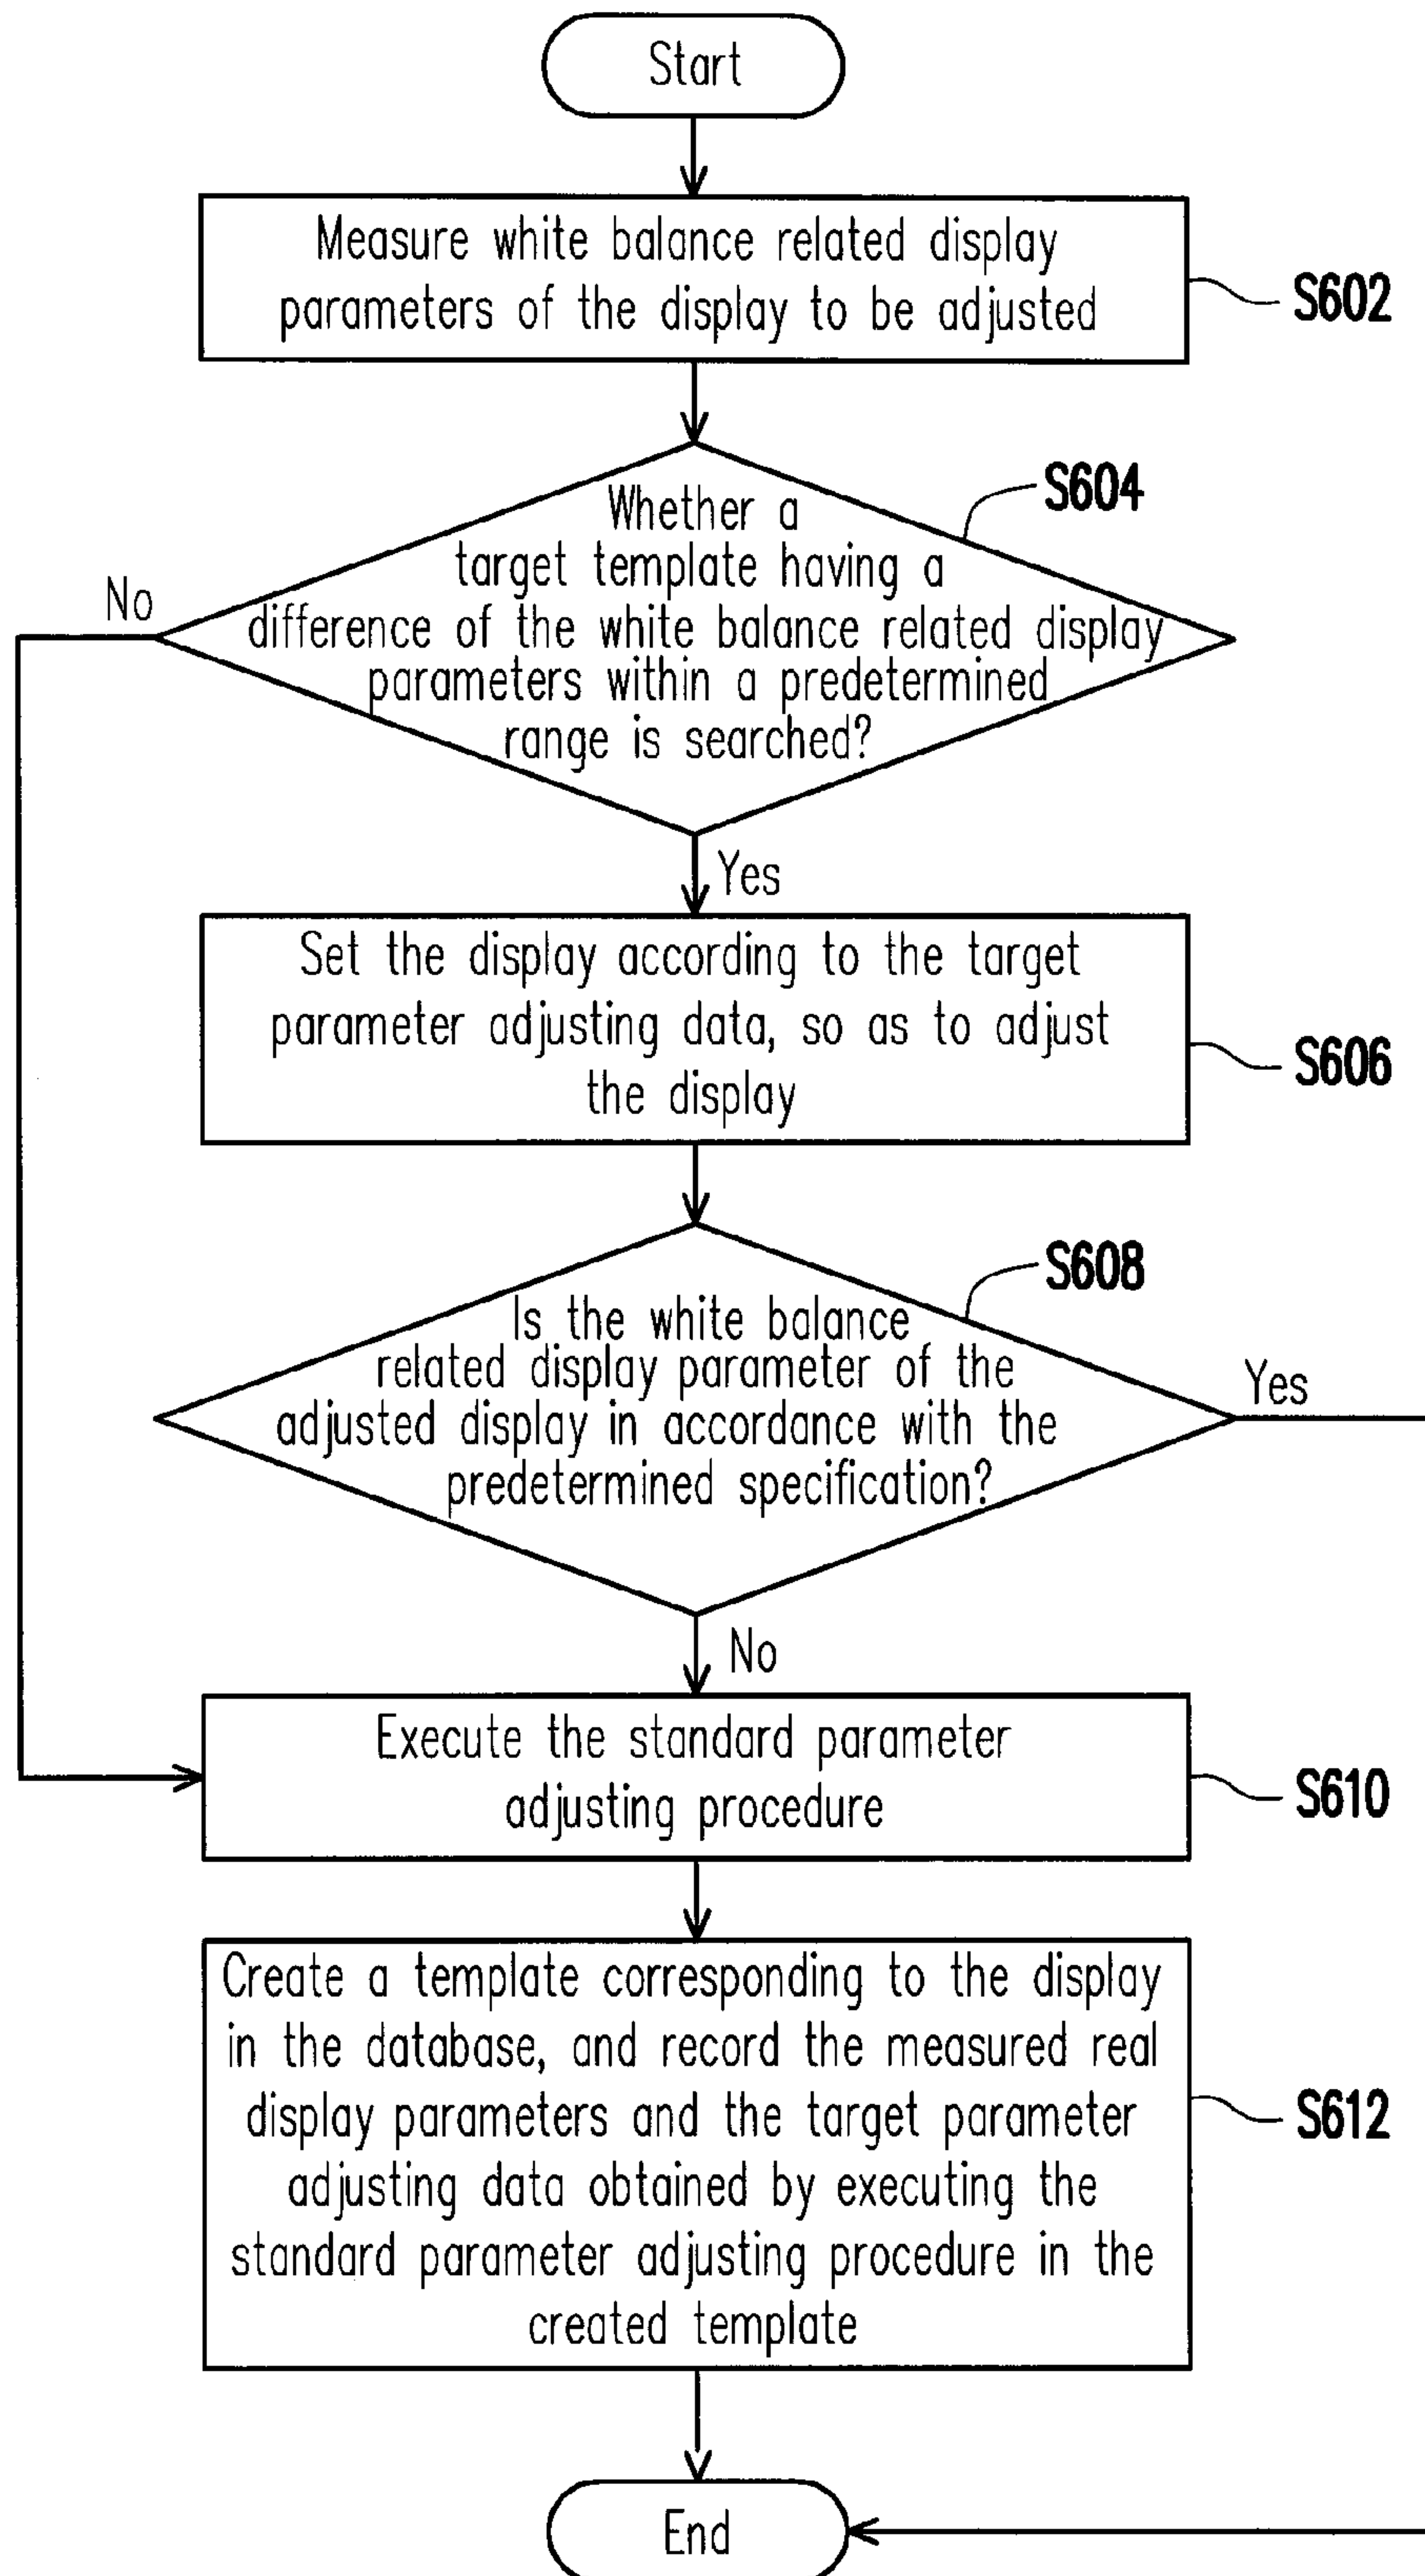 Start
Measure white balance related display
parameters of the display to be adjusted
S602
S604
Whether a
target template having a
difference of the white balance related display
parameters within a predetermined
range is searched?
No
Yes
Set the display according to the target
parameter adjusting data, so as to adjust
the display
S606
S608
Is the white balance
related display parameter of the
adjusted display in accordance with the
predetermined specification?
Yes
No
Execute the standard parameter
adjusting procedure
S610
Create a template corresponding to the display
in the database, and record the measured real
display parameters and the target parameter
adjusting data obtained by executing the
standard parameter adjusting procedure in the
created template
S612
End